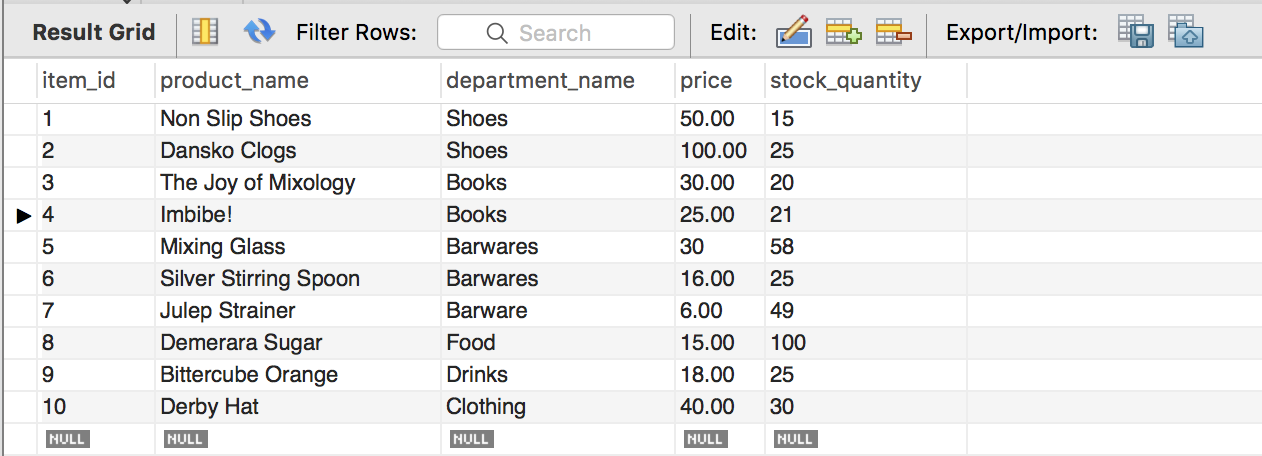 Result Grid Filter Rows: Search Edit: Export/Import:
item_id product_name department_name price stock_quantity
1 Non Slip Shoes Shoes 50.00 15
2 Dansko Clogs Shoes 100.00 25
3 The Joy of Mixology Books 30.00 20
4 Imbibe! Books 25.00 21
5 Mixing Glass Barwares 30 58
6 Silver Stirring Spoon Barwares 16.00 25
7 Julep Strainer Barware 6.00 49
8 Demerara Sugar Food 15.00 100
9 Bittercube Orange Drinks 18.00 25
10 Derby Hat Clothing 40.00 30
NULL NULL NULL NULL NULL